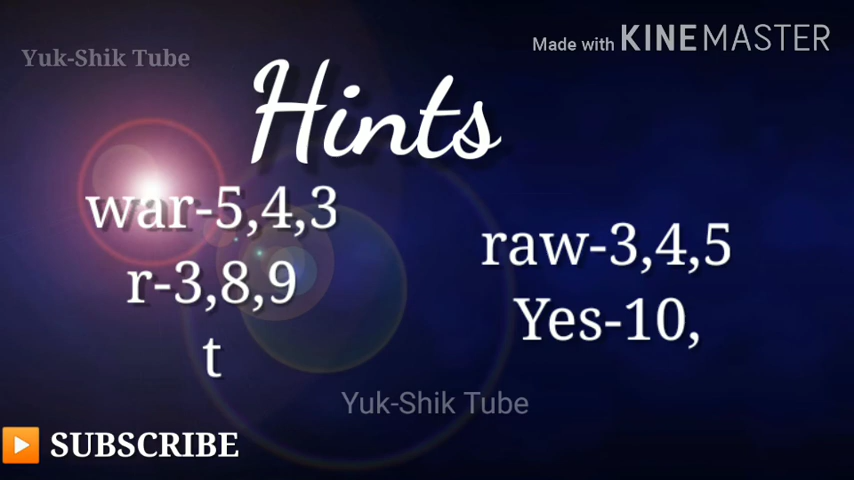 Yuk-Shik Tube
Made with KINEMASTER
Hints
war-5,4,3
r-3,8,9
t
raw-3,4,5
Yes-10,
Yuk-Shik Tube
SUBSCRIBE